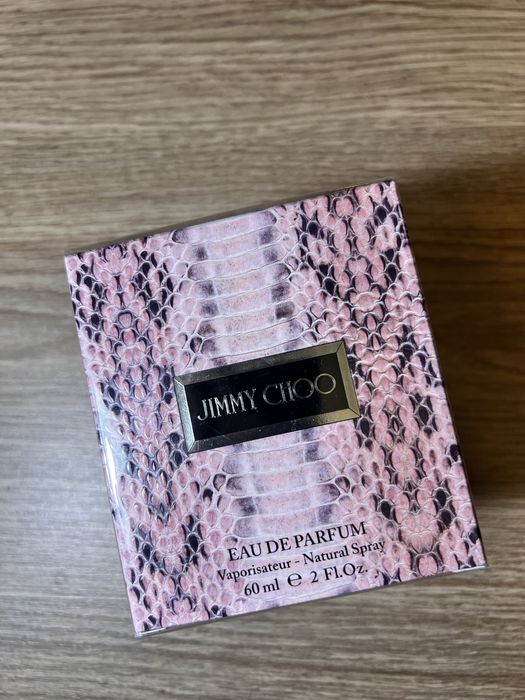 JIMMY CHOO
EAU DE PARFUM
Vaporisateur - Natural Spray
60 ml e 2 Fl.Oz.